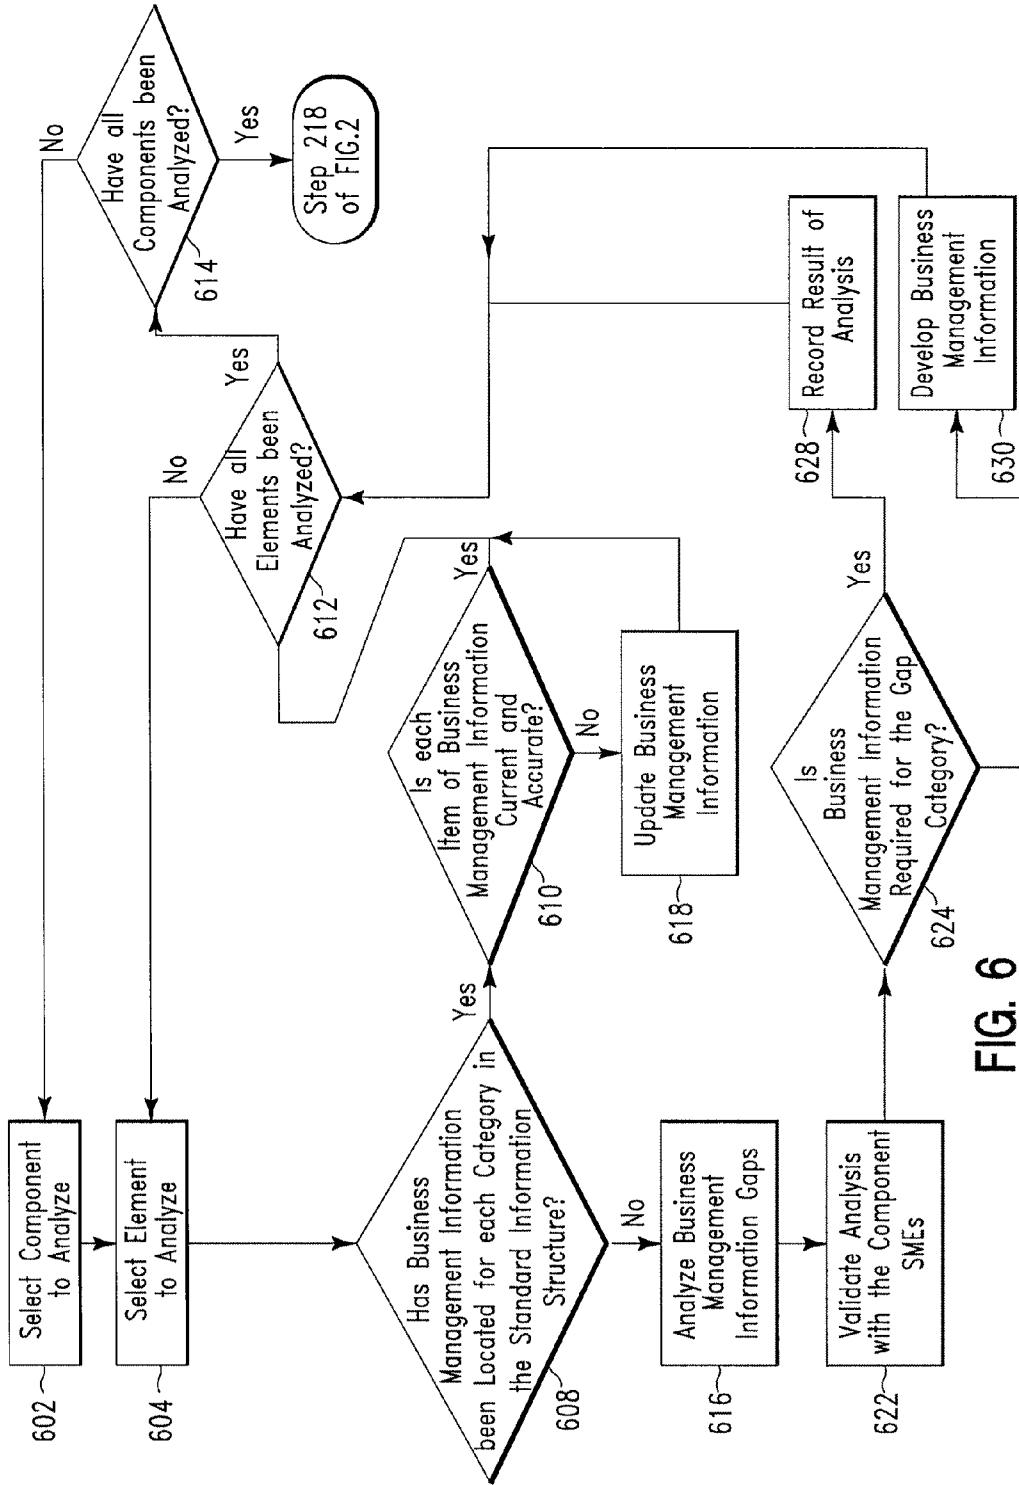 602
Select Component
to Analyze
604
Select Element
to Analyze
Has Business
Management Information
been Located for each Category in
the Standard Information
Structure?
608
Yes
No
Is each
Item of Business
Management Information
Current and
Accurate?
610
Yes
No
Have all
Elements been
Analyzed?
612
Yes
No
Have all
Components been
Analyzed?
614
No
Yes
Step 218
of FIG.2
616
Analyze Business
Management
Information Gaps
618
Update Business
Management
Information
622
Validate Analysis
with the Component
SMEs
Is
Business
Management Information
Required for the Gap
Category?
624
Yes
628
Record Result of
Analysis
630
Develop Business
Management
Information
FIG. 6